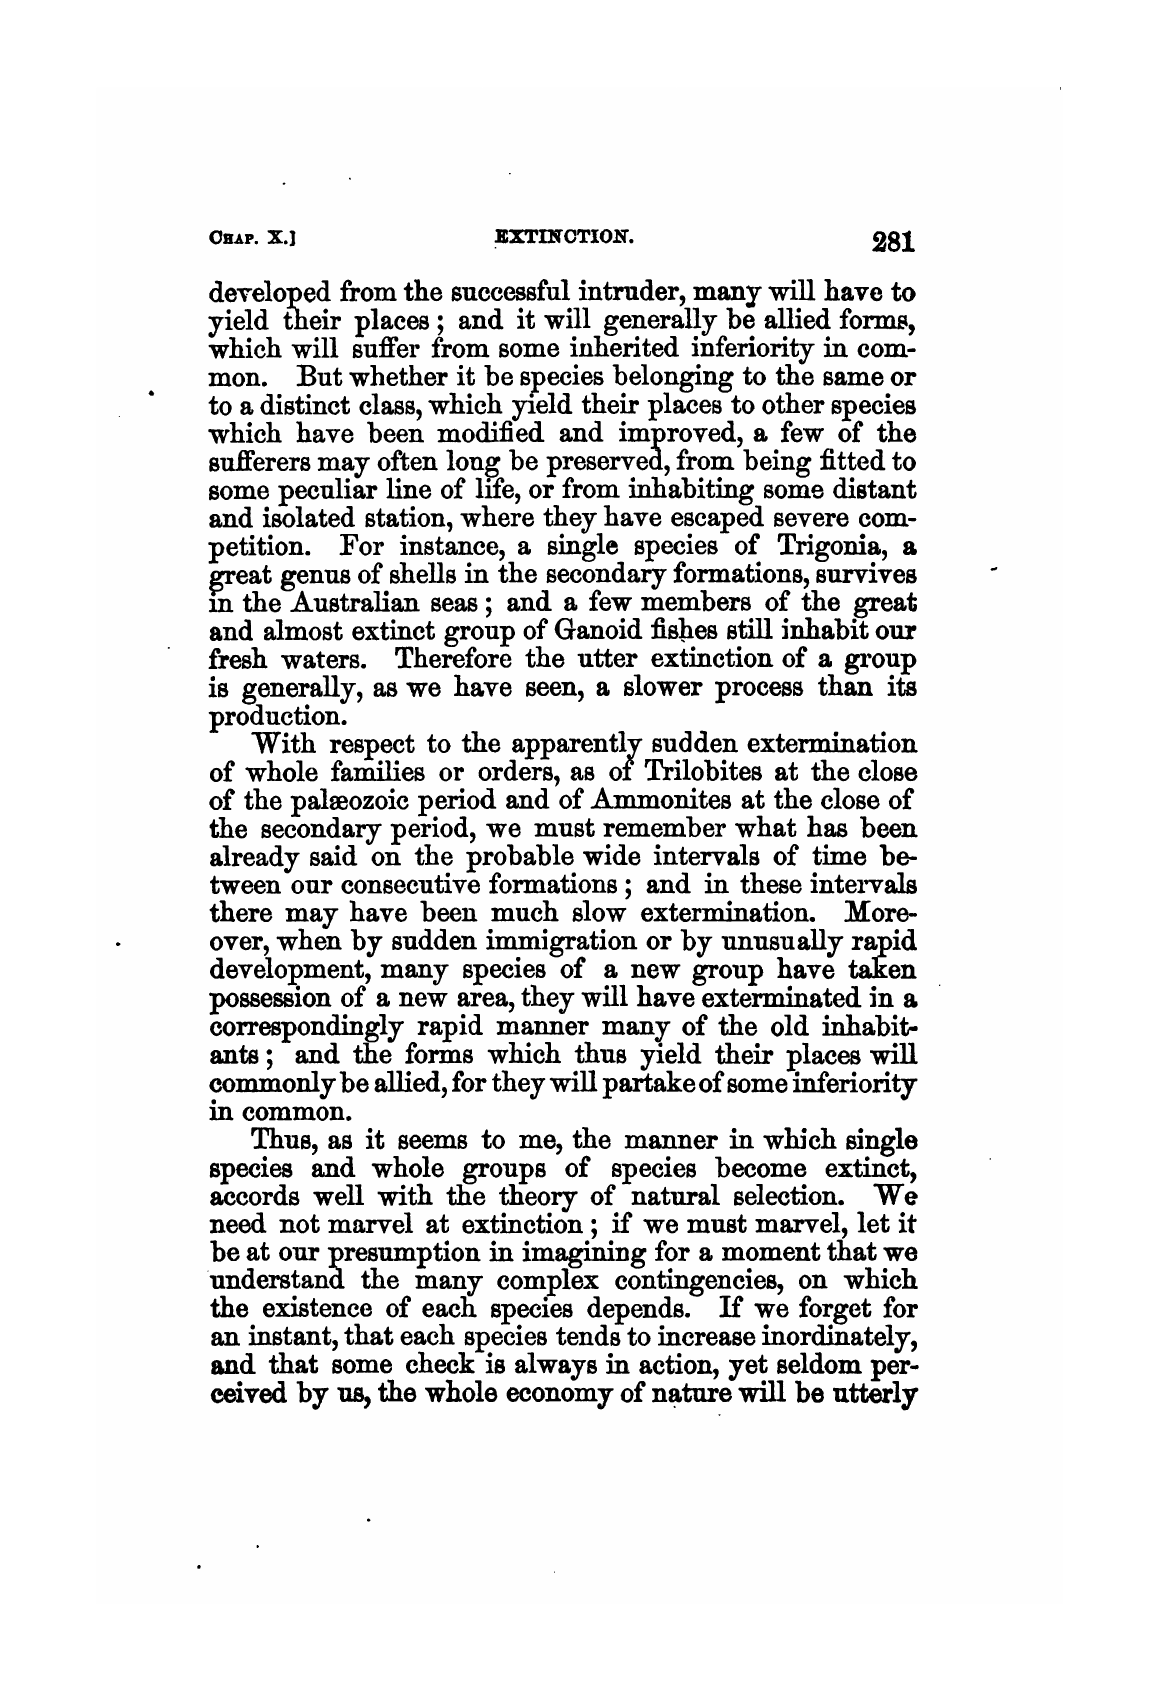 CHAP. X.] EXTINCTION. 281
developed from the successful intruder, many will have to
yield their places ; and it will generally be allied forms,
which will suffer from some inherited inferiority in com-
mon. But whether it be species belonging to the same or
to a distinct class, which yield their places to other species
which have been modified and improved, a few of the
sufferers may often long be preserved, from being fitted to
some peculiar line of life, or from inhabiting some distant
and isolated station, where they have escaped severe com-
petition. For instance, a single species of Trigonia, a
great genus of shells in the secondary formations, survives
in the Australian seas ; and a few members of the great
and almost extinct group of Ganoid fishes still inhabit our
fresh waters. Therefore the utter extinction of a group
is generally, as we have seen, a slower process than its
production.
With respect to the apparently sudden extermination
of whole families or orders, as of Trilobites at the close
of the palæozoic period and of Ammonites at the close of
the secondary period, we must remember what has been
already said on the probable wide intervals of time be-
tween our consecutive formations ; and in these intervals
there may have been much slow extermination. More-
over, when by sudden immigration or by unusually rapid
development, many species of a new group have taken
possession of a new area, they will have exterminated in a
correspondingly rapid manner many of the old inhabit-
ants ; and the forms which thus yield their places will
commonly be allied, for they will partake of some inferiority
in common.
Thus, as it seems to me, the manner in which single
species and whole groups of species become extinct,
accords well with the theory of natural selection. We
need not marvel at extinction ; if we must marvel, let it
be at our presumption in imagining for a moment that we
understand the many complex contingencies, on which
the existence of each species depends. If we forget for
an instant, that each species tends to increase inordinately,
and that some check is always in action, yet seldom per-
ceived by us, the whole economy of nature will be utterly